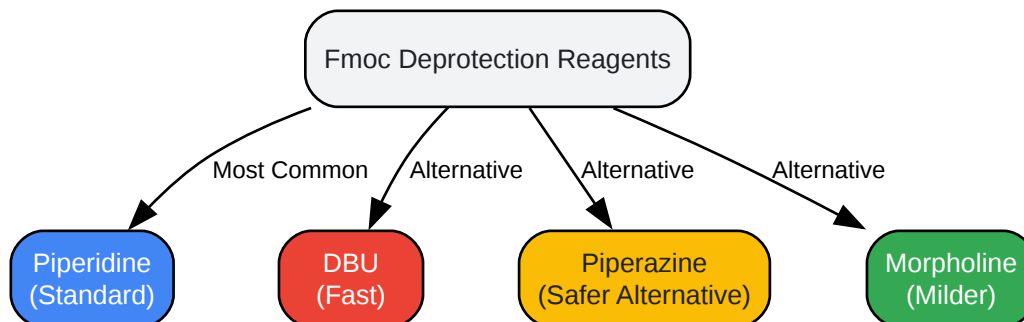 Fmoc Deprotection Reagents
Most Common
Alternative
Alternative
Alternative
Piperidine
(Standard)
DBU
(Fast)
Piperazine
(Safer Alternative)
Morpholine
(Milder)